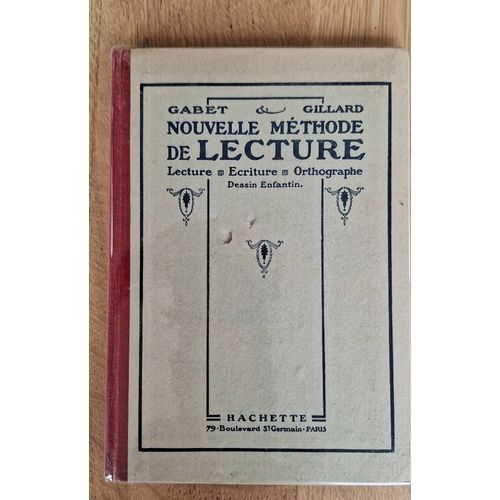 GABET & GILLARD
NOUVELLE MÉTHODE
DE LECTURE
Lecture Ecriture Orthographe
Dessin Enfantin.
HACHETTE
79·Boulevard St Germain·PARIS